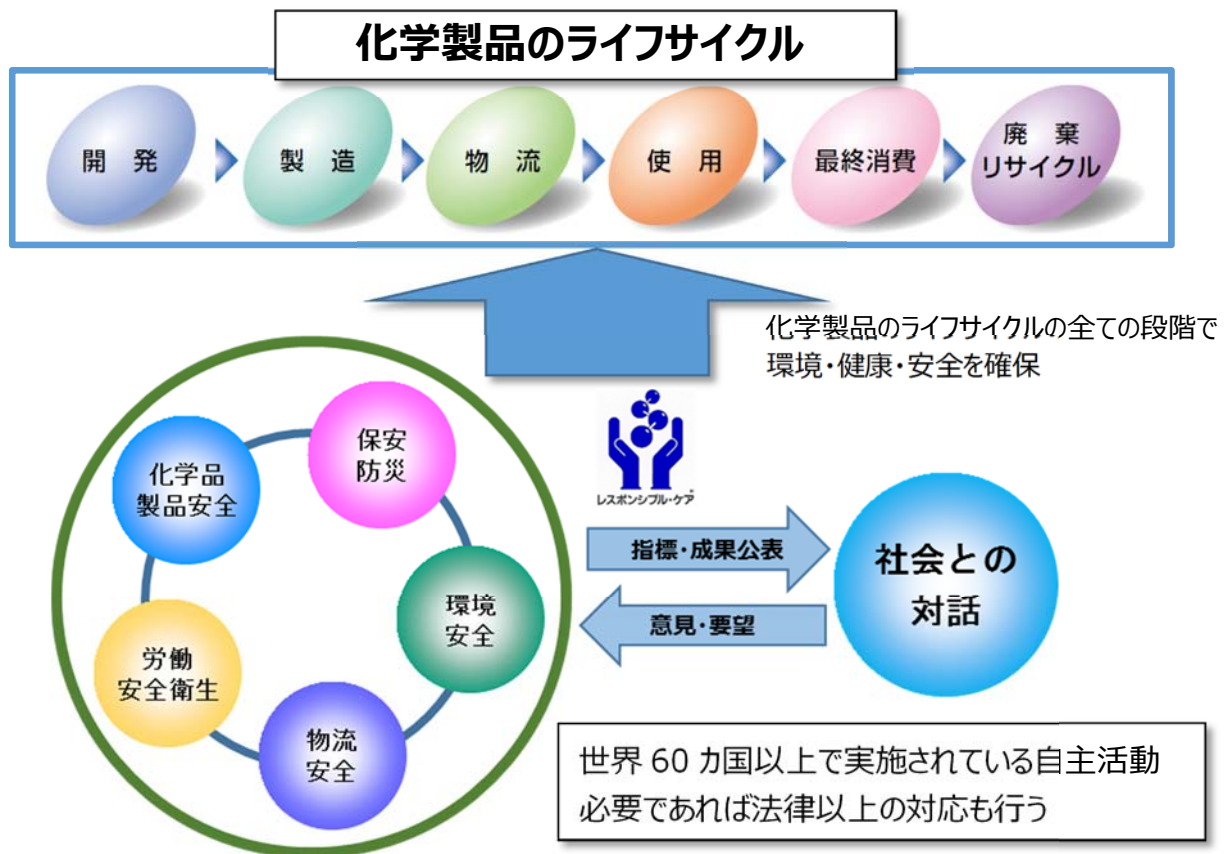 化学製品のライフサイクル
開 発
製 造
物 流
使 用
最終消費
廃 棄
リサイクル
化学製品のライフサイクルの全ての段階で
環境・健康・安全を確保
レスポンシブル・ケア
保安
防災
化学品
製品安全
環境
安全
労働
安全衛生
物流
安全
指標・成果公表
意見・要望
社会との
対話
世界 60 カ国以上で実施されている自主活動
必要であれば法律以上の対応も行う